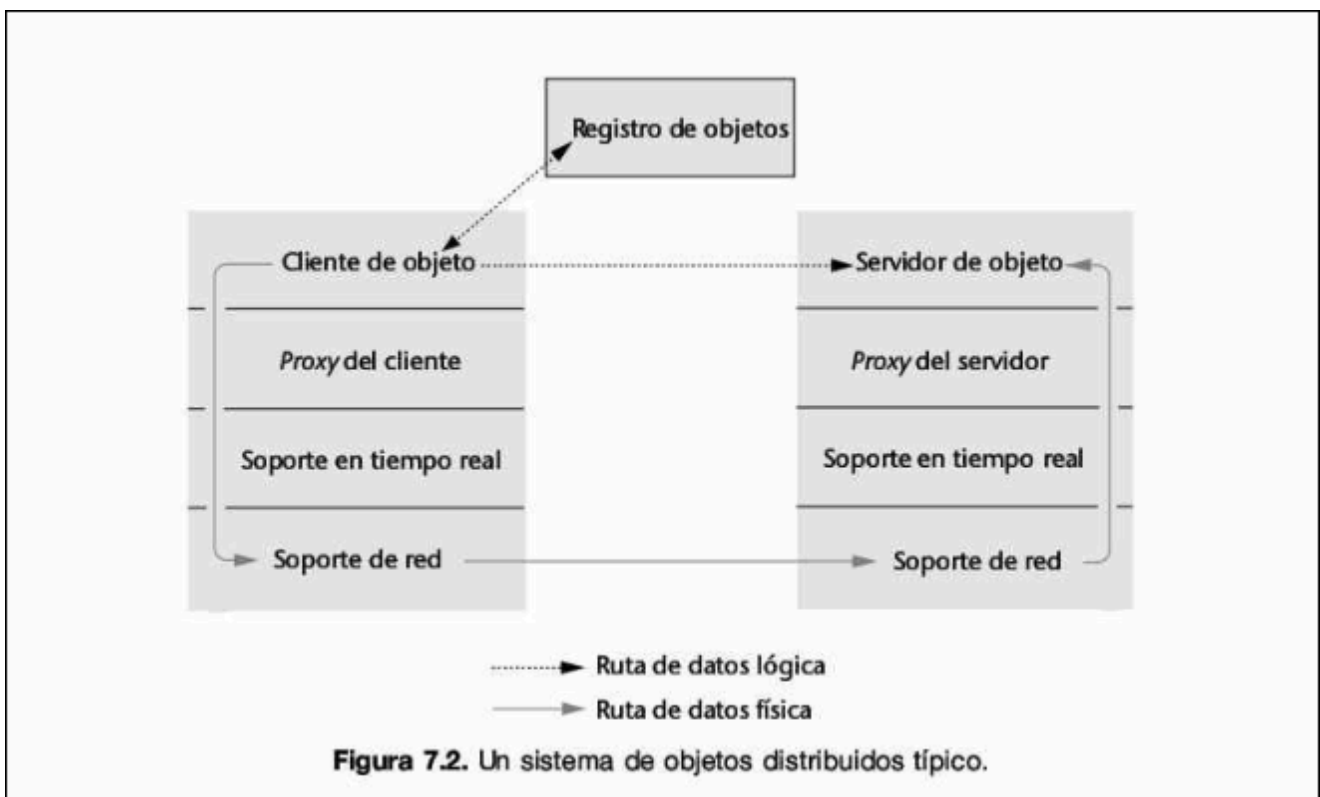 Registro de objetos
Cliente de objeto
Servidor de objeto
Proxy del cliente
Proxy del servidor
Soporte en tiempo real
Soporte en tiempo real
Soporte de red
Soporte de red
Ruta de datos lógica
Ruta de datos física
Figura 7.2. Un sistema de objetos distribuidos típico.